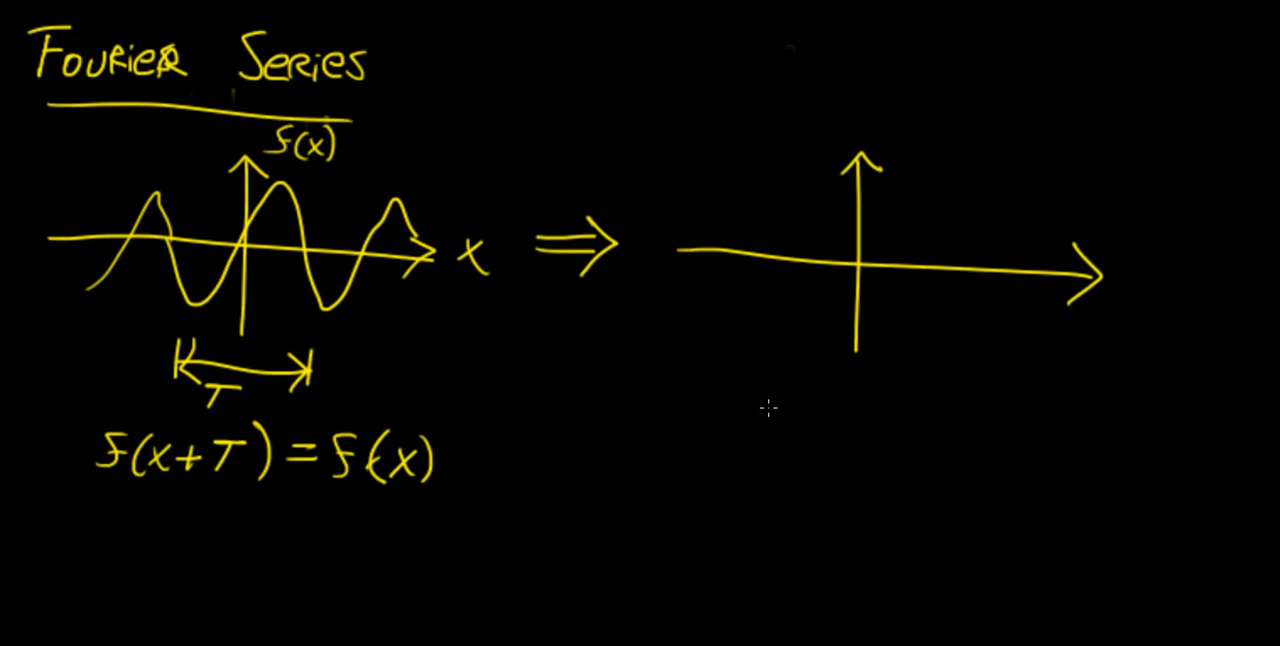 Fourier Series
f(x)
x ⇒
T
f(x+T) = f(x)